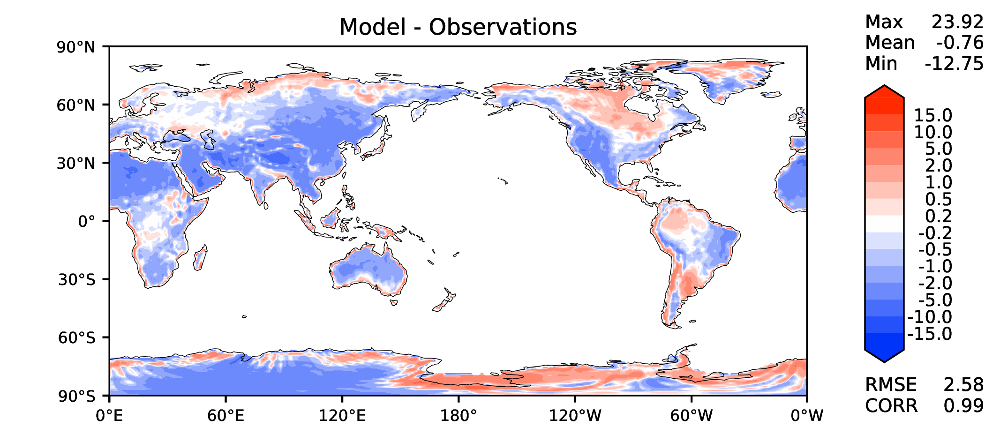 Model - Observations
Max 23.92
Mean -0.76
Min -12.75
90°N
60°N
30°N
0°
30°S
60°S
90°S
0°E 60°E 120°E 180° 120°W 60°W 0°W
15.0
10.0
5.0
2.0
1.0
0.5
0.2
-0.2
-0.5
-1.0
-2.0
-5.0
-10.0
-15.0
RMSE 2.58
CORR 0.99